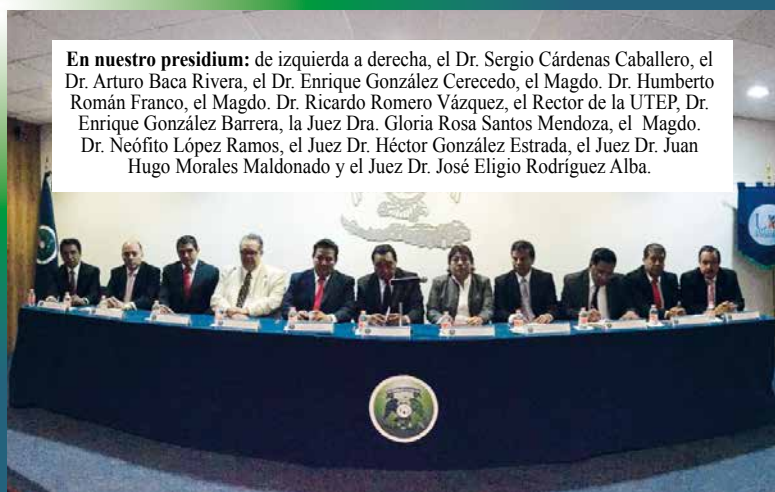 En nuestro presidium: de izquierda a derecha, el Dr. Sergio Cárdenas Caballero, el
Dr. Arturo Baca Rivera, el Dr. Enrique González Cerecedo, el Magdo. Dr. Humberto
Román Franco, el Magdo. Dr. Ricardo Romero Vázquez, el Rector de la UTEP, Dr.
Enrique González Barrera, la Juez Dra. Gloria Rosa Santos Mendoza, el Magdo.
Dr. Neófito López Ramos, el Juez Dr. Héctor González Estrada, el Juez Dr. Juan
Hugo Morales Maldonado y el Juez Dr. José Eligio Rodríguez Alba.